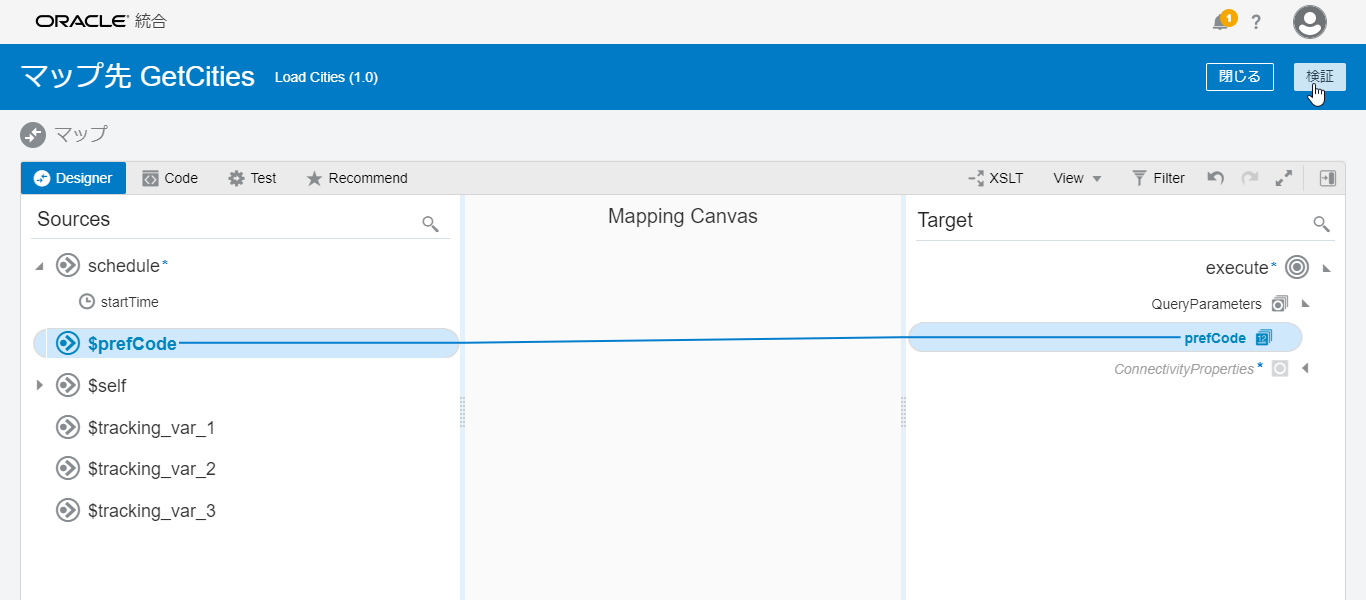 ORACLE 統合
1
?
マップ先 GetCities Load Cities (1.0) 閉じる 検証
マップ
Designer Code Test Recommend XSLT View Filter
Sources
Mapping Canvas
Target
schedule*
startTime
$prefCode
$self
$tracking_var_1
$tracking_var_2
$tracking_var_3
execute*
QueryParameters
prefCode 12
ConnectivityProperties *